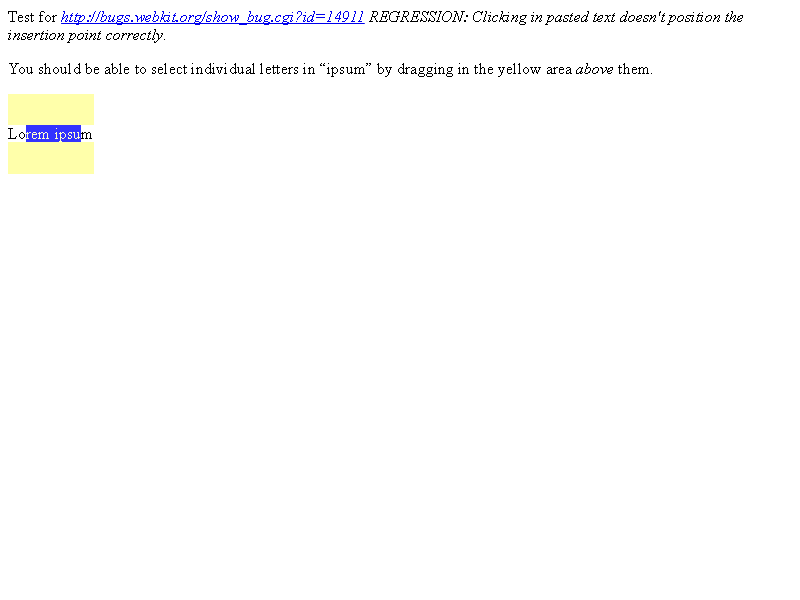 Test for http://bugs.webkit.org/show_bug.cgi?id=14911 REGRESSION: Clicking in pasted text doesn't position the
insertion point correctly.
You should be able to select individual letters in “ipsum” by dragging in the yellow area above them.
Lorem ipsum